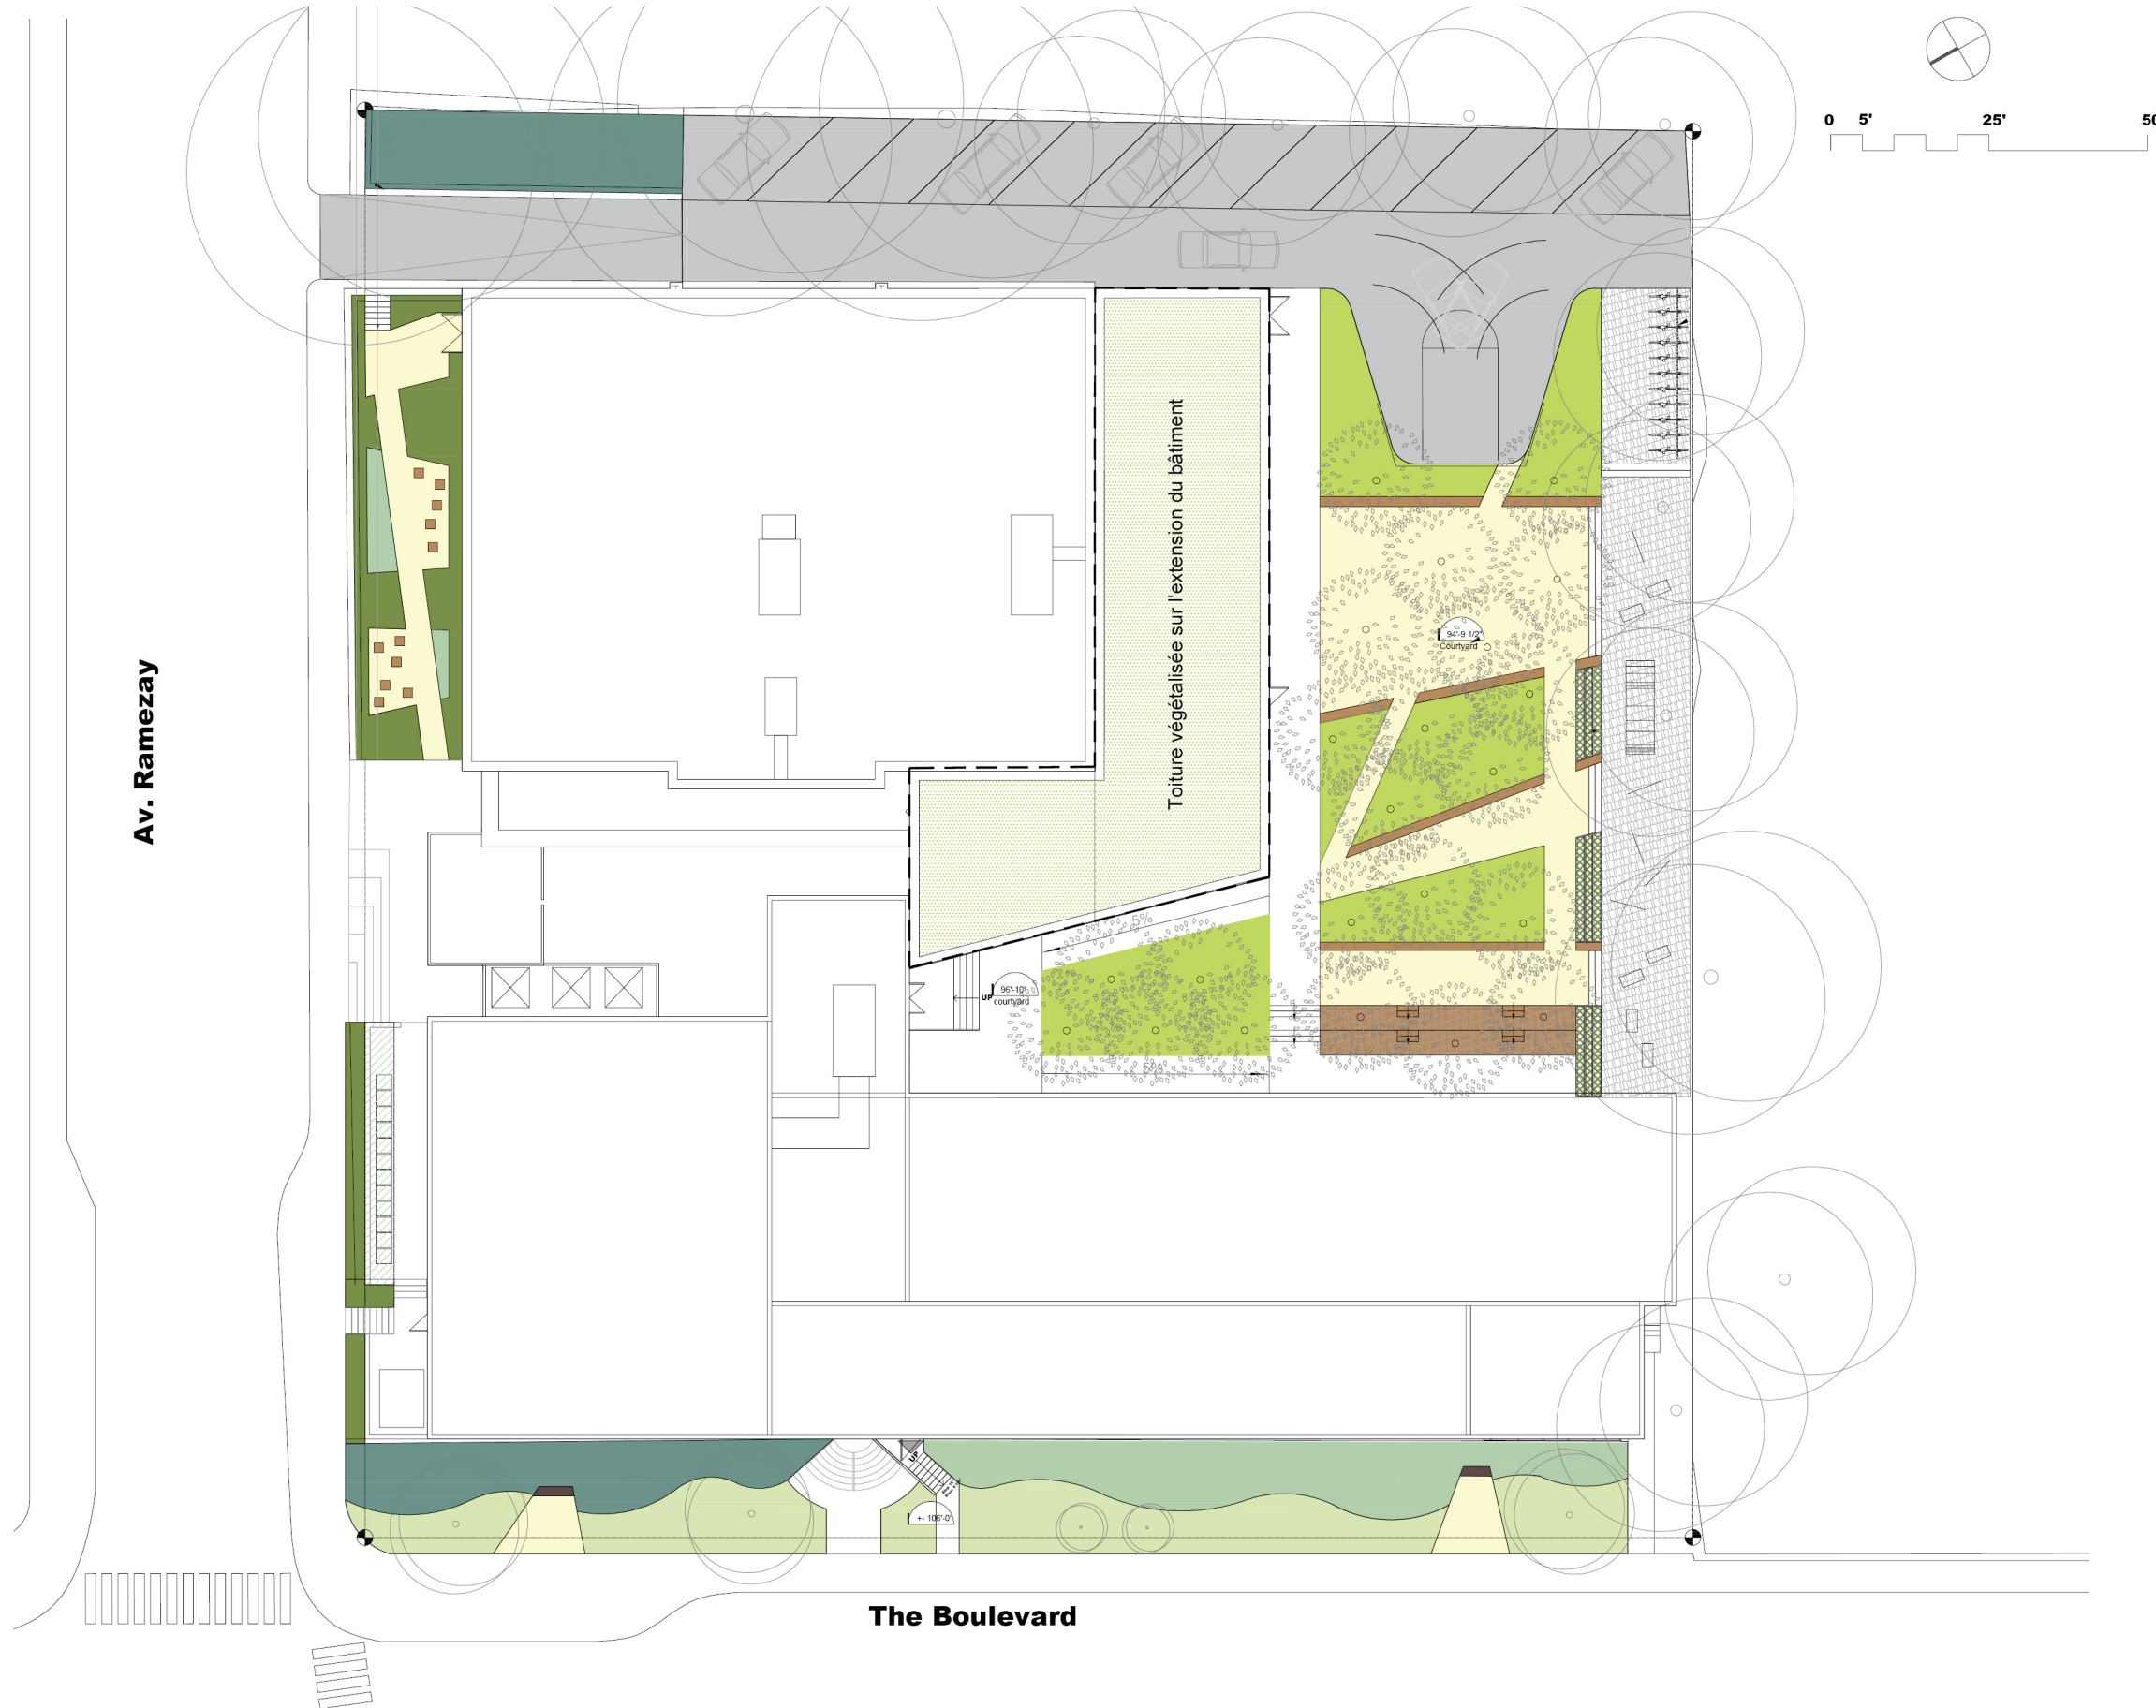 0 5' 25' 50
Toiture végétalisée sur l'extension du bâtiment
94'-9 1/2"
Courtyard
Av. Ramezay
5%
96'-10"
UP
courtyard
5%
UP
+- 106'-0"
The Boulevard